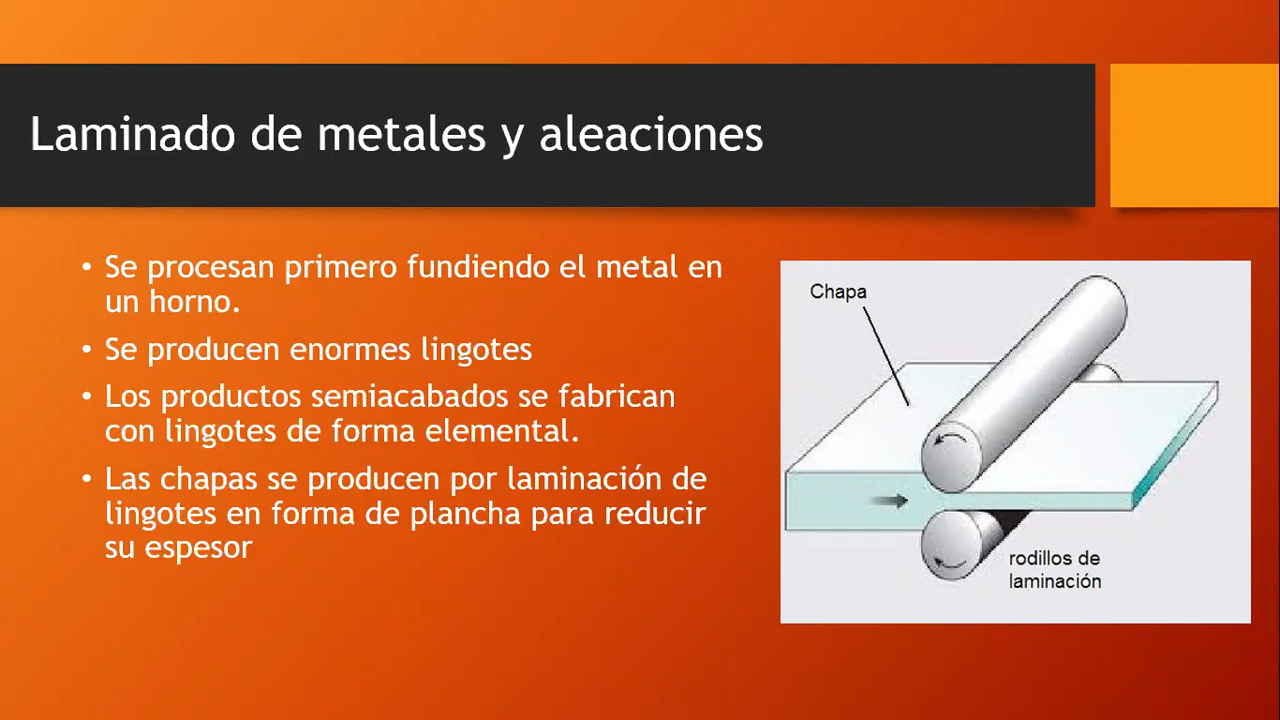 Laminado de metales y aleaciones
• Se procesan primero fundiendo el metal en
un horno.
• Se producen enormes lingotes
• Los productos semiacabados se fabrican
con lingotes de forma elemental.
• Las chapas se producen por laminación de
lingotes en forma de plancha para reducir
su espesor
Chapa
rodillos de
laminación